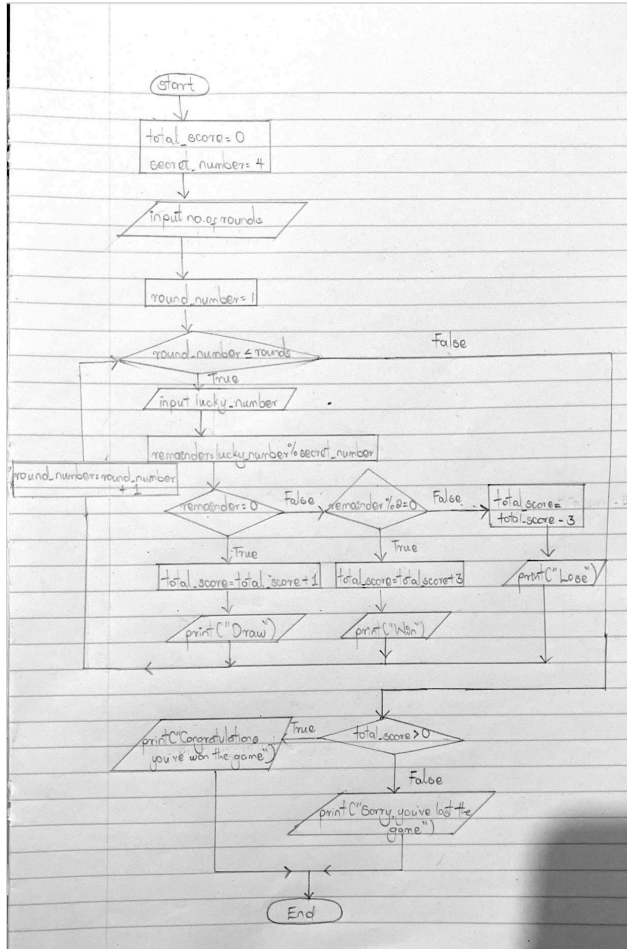 start
total_score=0
secret_number=4
input no.of rounds
round_number=1
round_number≤rounds
False
True
input lucky_number
remainder=lucky_number%secret_number
round_number=round_number
+1
remainder=0
False
remainder%2=0
False
total_score=
total_score-3
True
True
total_score=total_score+1
total_score=total_score+3
print("Lose")
print("Draw")
print("Win")
total_score>0
True
print("Congratulations
you've won the game")
False
print("Sorry, you've lost the
game")
End